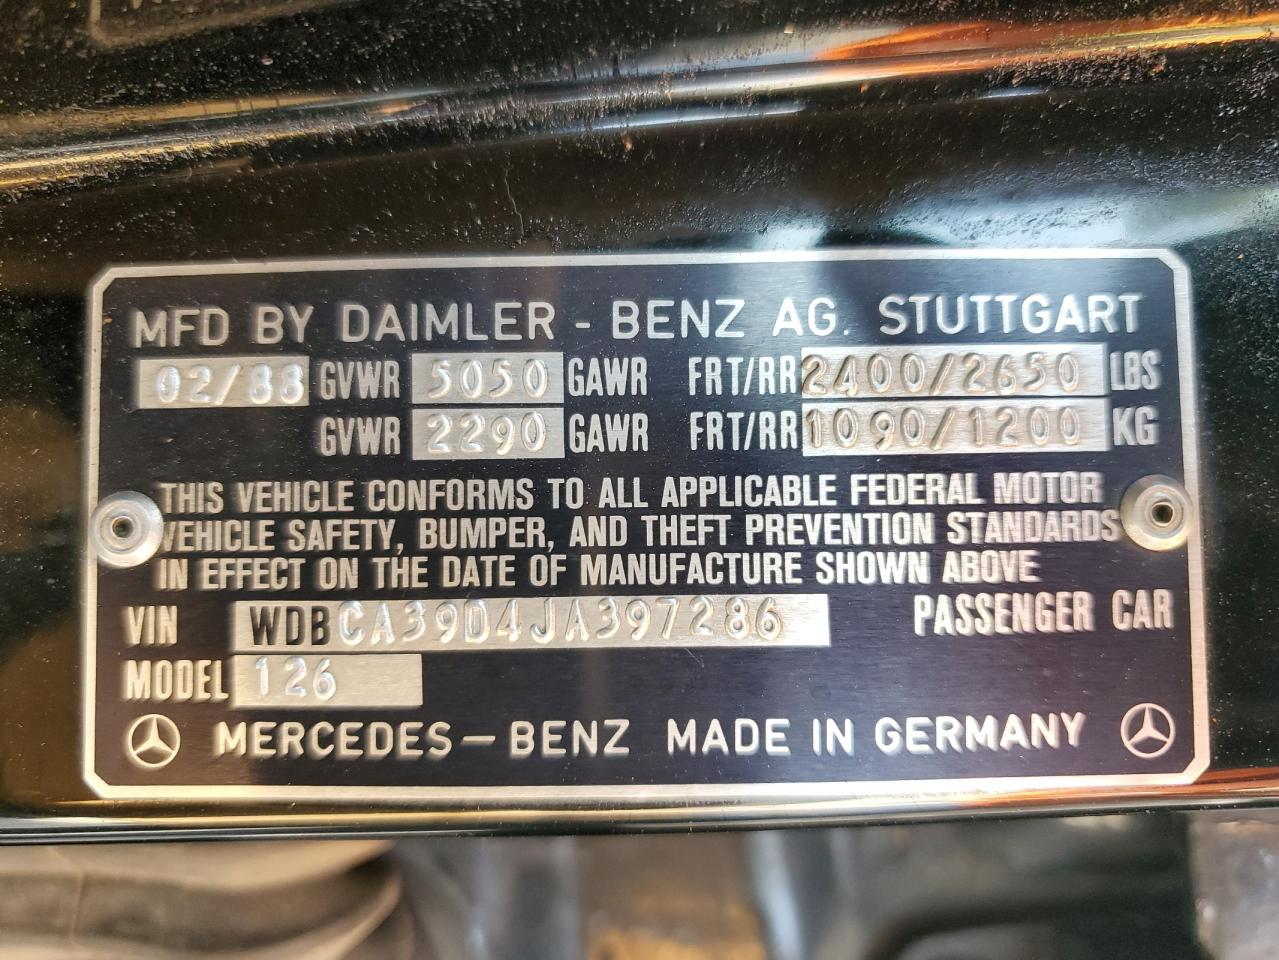 MFD BY DAIMLER - BENZ AG. STUTTGART
02/88 GVWR 5050 GAWR FRT/RR 2400/2650 LBS
GVWR 2290 GAWR FRT/RR 1090/1200 KG
THIS VEHICLE CONFORMS TO ALL APPLICABLE FEDERAL MOTOR
VEHICLE SAFETY, BUMPER, AND THEFT PREVENTION STANDARDS
IN EFFECT ON THE DATE OF MANUFACTURE SHOWN ABOVE
VIN WDBCA39D4JA397286 PASSENGER CAR
MODEL 126
MERCEDES-BENZ MADE IN GERMANY